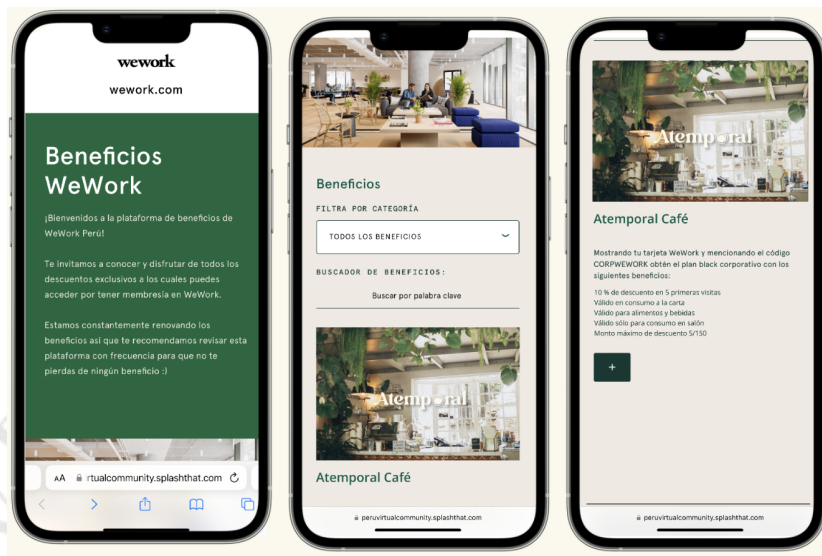 wework
wework.com
Beneficios
WeWork
¡Bienvenidos a la plataforma de beneficios de
WeWork Perú!
Te invitamos a conocer y disfrutar de todos los
descuentos exclusivos a los cuales puedes
acceder por tener membresía en WeWork.
Estamos constantemente renovando los
beneficios así que te recomendamos revisar esta
plataforma con frecuencia para que no te
pierdas de ningún beneficio :)
AA rtualcommunity.splashthat.com
Beneficios
FILTRA POR CATEGORÍA
TODOS LOS BENEFICIOS
BUSCADOR DE BENEFICIOS:
Buscar por palabra clave
Atemporal
Atemporal Café
peruvirtualcommunity.splashthat.com
Atemporal
Atemporal Café
Mostrando tu tarjeta WeWork y mencionando el código
CORPWEWORK obtén el plan black corporativo con los
siguientes beneficios:
10 % de descuento en 5 primeras visitas
Válido en consumo a la carta
Válido para alimentos y bebidas
Válido sólo para consumo en salón
Monto máximo de descuento S/150
+
peruvirtualcommunity.splashthat.com